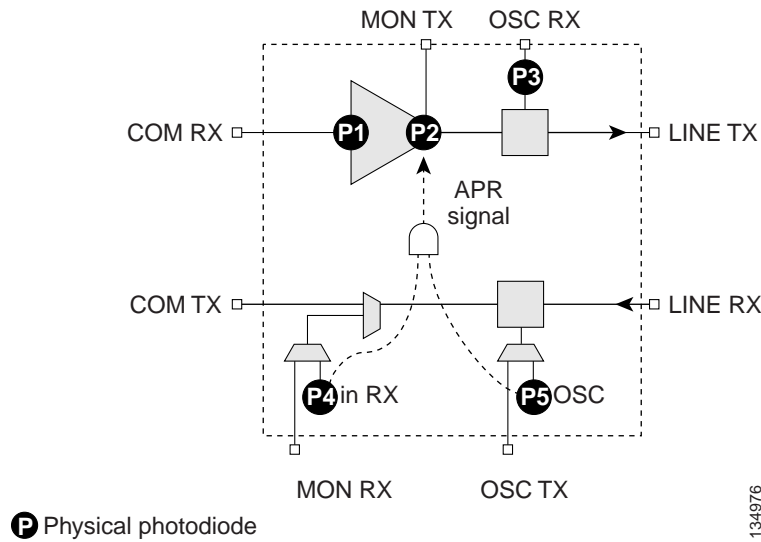 MON TX
OSC RX
P3
COM RX
P1
P2
LINE TX
APR
signal
COM TX
LINE RX
P4
in RX
P5
OSC
MON RX
OSC TX
P Physical photodiode
134976